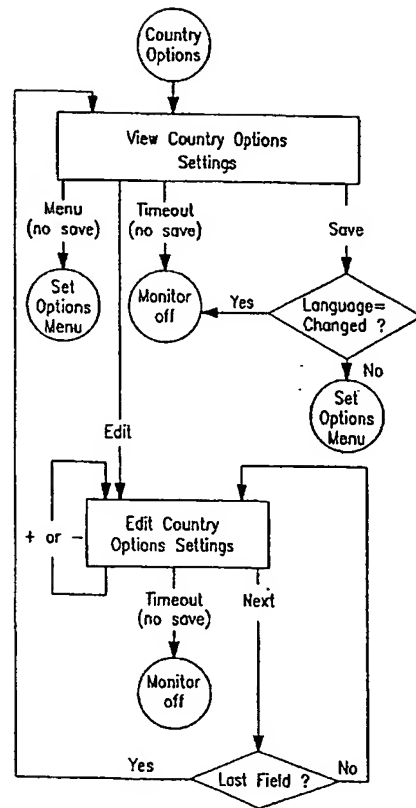 Country
Options
View Country Options
Settings
Menu
(no save)
Timeout
(no save)
Save
Set
Options
Menu
Monitor
off
Yes
Language=
Changed ?
No
Set
Options
Menu
Edit
+ or -
Edit Country
Options Settings
Timeout
(no save)
Next
Monitor
off
Yes
Last Field ?
No